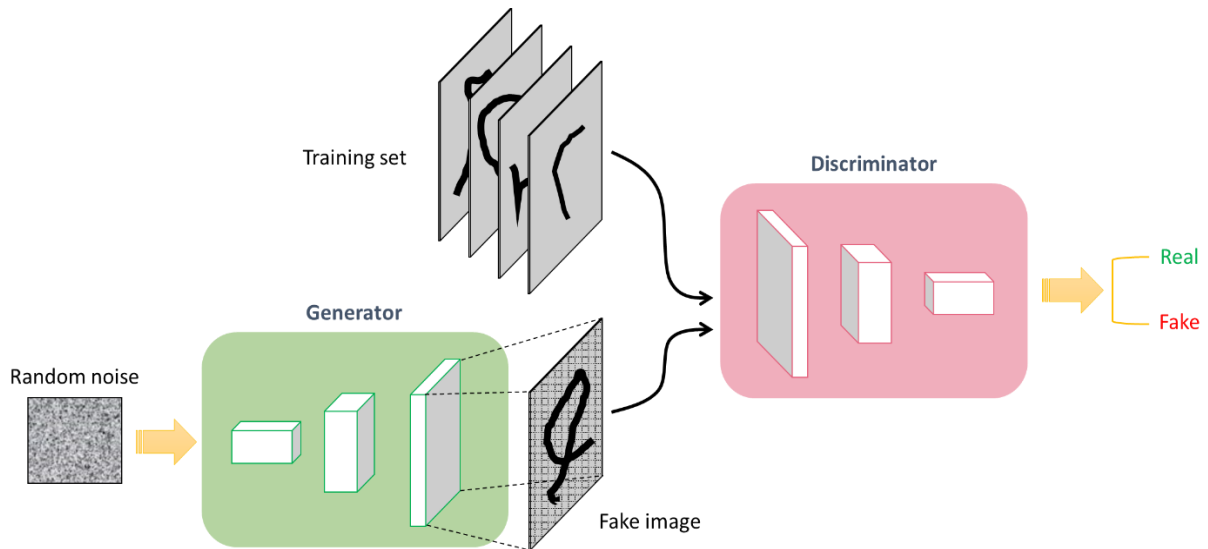 Training set
Discriminator
Real
Fake
Generator
Random noise
Fake image